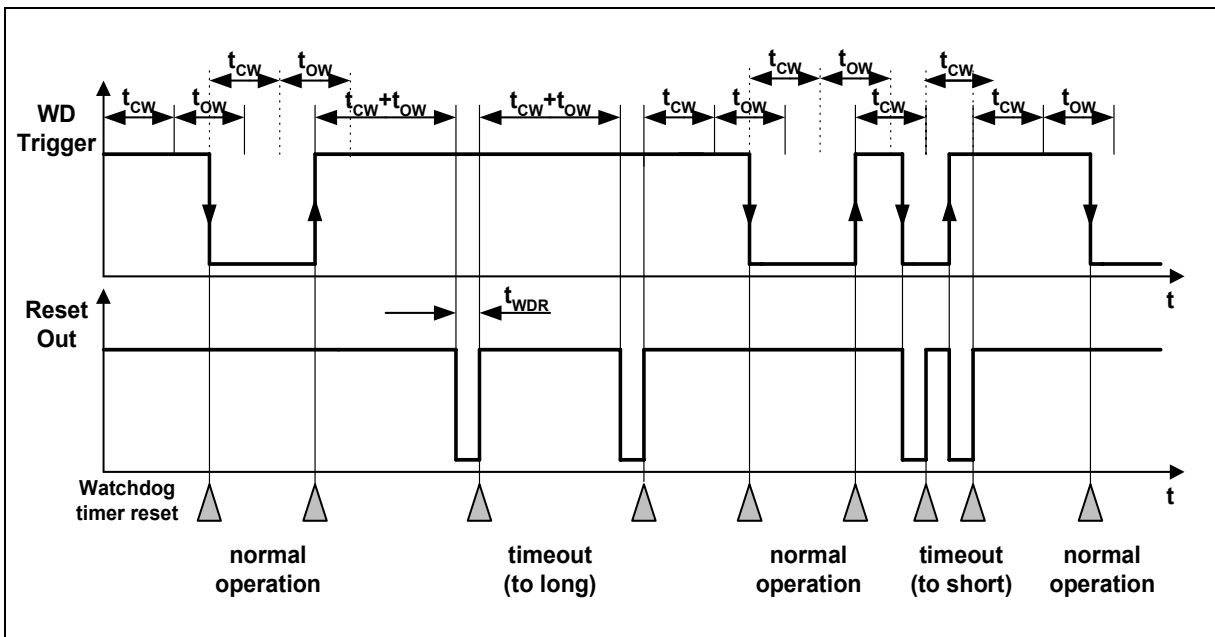 tCW tOW
tCW tOW
tCW+tOW
tCW+tOW
tCW tOW
tCW tOW
tCW
tCW
tCW tOW
WD
Trigger
t
Reset
Out
tWDR
t
Watchdog
timer reset
normal
operation
timeout
(to long)
normal
operation
timeout
(to short)
normal
operation